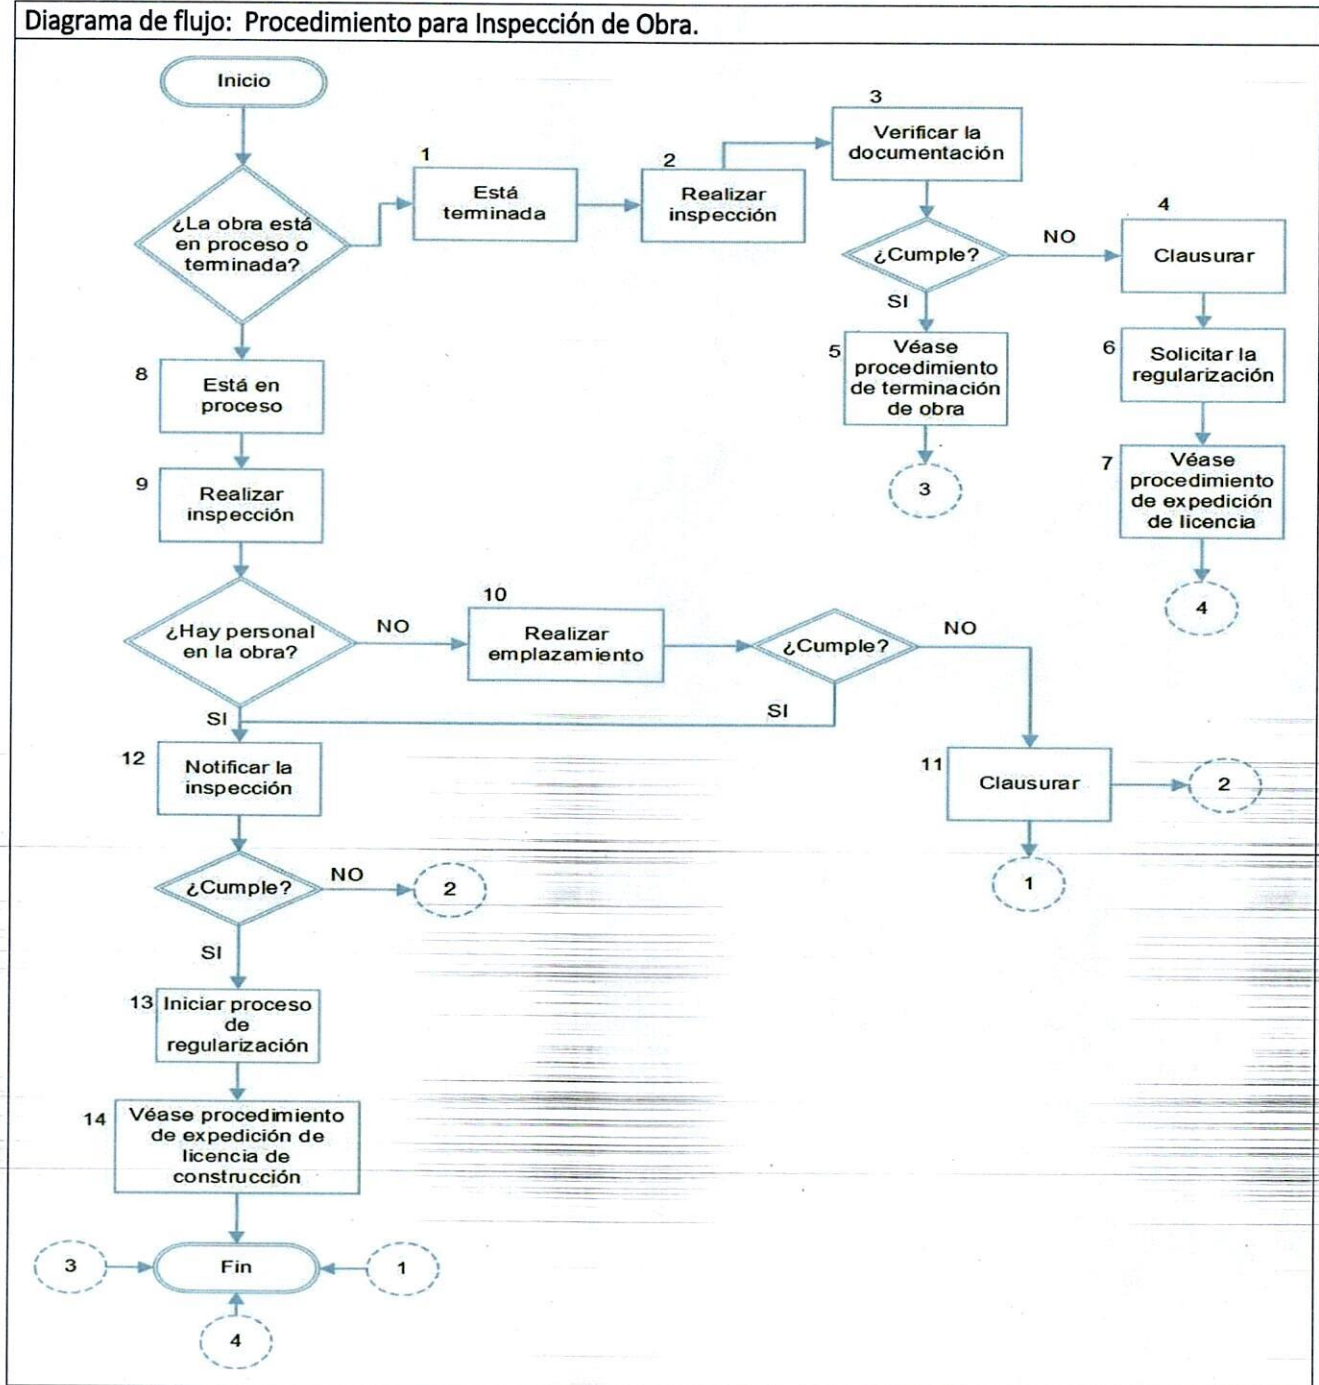 Diagrama de flujo: Procedimiento para Inspección de Obra.
Inicio
¿La obra está
en proceso o
terminada?
1
Está
terminada
2
Realizar
inspección
3
Verificar la
documentación
¿Cumple?
NO
4
Clausurar
SI
5
Véase
procedimiento
de terminación
de obra
3
6
Solicitar la
regularización
7
Véase
procedimiento
de expedición
de licencia
4
8
Está en
proceso
9
Realizar
inspección
¿Hay personal
en la obra?
NO
10
Realizar
emplazamiento
¿Cumple?
NO
SI
SI
11
Clausurar
2
1
12
Notificar la
inspección
¿Cumple?
NO
2
SI
13
Iniciar proceso
de
regularización
14
Véase procedimiento
de expedición de
licencia de
construcción
3
Fin
1
4